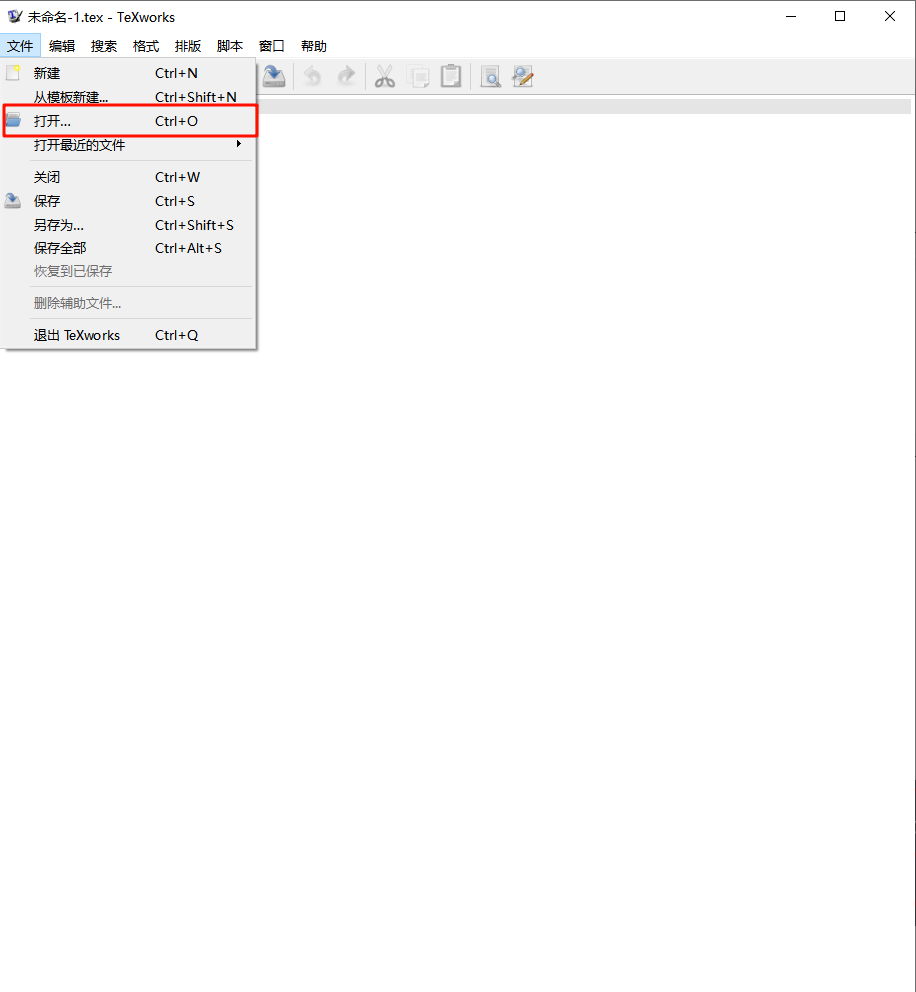 未命名-1.tex - TeXworks
文件 编辑 搜索 格式 排版 脚本 窗口 帮助
新建 Ctrl+N
从模板新建... Ctrl+Shift+N
打开... Ctrl+O
打开最近的文件
关闭 Ctrl+W
保存 Ctrl+S
另存为... Ctrl+Shift+S
保存全部 Ctrl+Alt+S
恢复到已保存
删除辅助文件...
退出 TeXworks Ctrl+Q